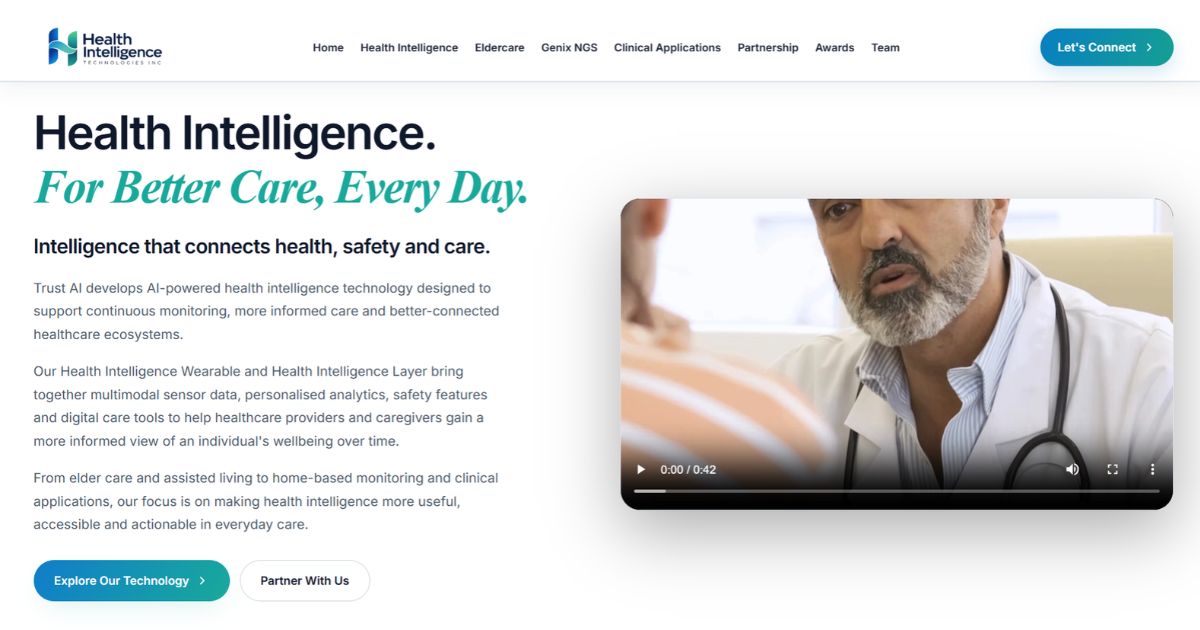 Health
Intelligence
TECHNOLOGIES INC
Home
Health Intelligence
Eldercare
Genix NGS
Clinical Applications
Partnership
Awards
Team
Let's Connect
Health Intelligence.
For Better Care, Every Day.
Intelligence that connects health, safety and care.
Trust AI develops AI-powered health intelligence technology designed to
support continuous monitoring, more informed care and better-connected
healthcare ecosystems.
Our Health Intelligence Wearable and Health Intelligence Layer bring
together multimodal sensor data, personalised analytics, safety features
and digital care tools to help healthcare providers and caregivers gain a
more informed view of an individual's wellbeing over time.
From elder care and assisted living to home-based monitoring and clinical
applications, our focus is on making health intelligence more useful,
accessible and actionable in everyday care.
Explore Our Technology
Partner With Us
0:00 / 0:42